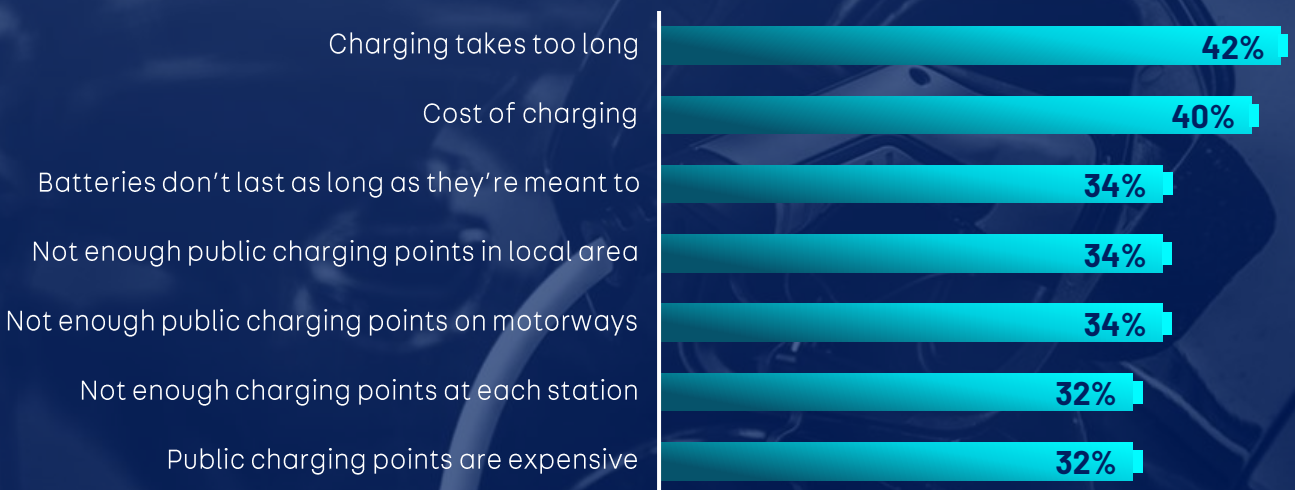 Charging takes too long 42%
Cost of charging 40%
Batteries don't last as long as they're meant to 34%
Not enough public charging points in local area 34%
Not enough public charging points on motorways 34%
Not enough charging points at each station 32%
Public charging points are expensive 32%